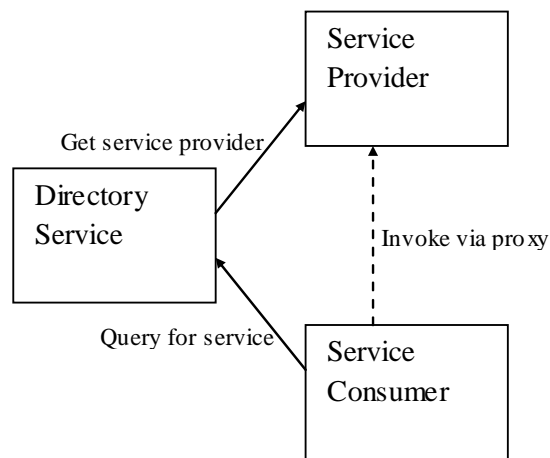 Service
Provider
Get service provider
Directory
Service
Invoke via proxy
Query for service
Service
Consumer